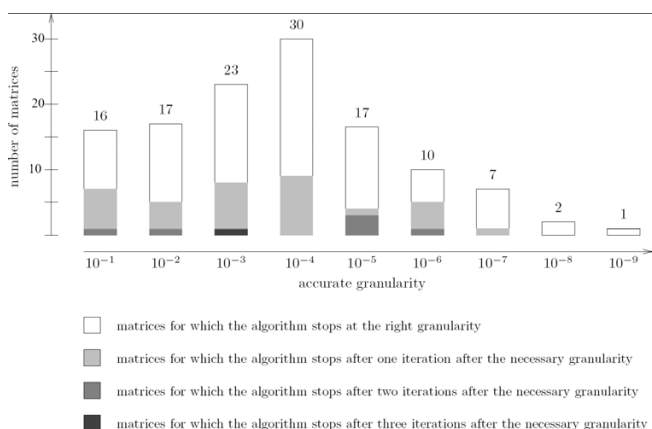 30
16
17
23
30
17
10
7
2
1
20
10
number of matrices
10−1 10−2 10−3 10−4 10−5 10−6 10−7 10−8 10−9
accurate granularity
matrices for which the algorithm stops at the right granularity
matrices for which the algorithm stops after one iteration after the necessary granularity
matrices for which the algorithm stops after two iterations after the necessary granularity
matrices for which the algorithm stops after three iterations after the necessary granularity